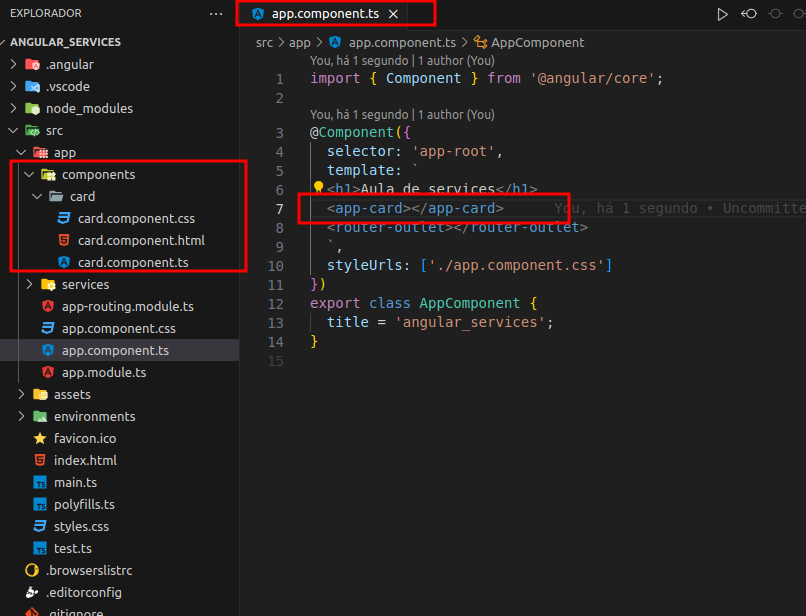 EXPLORADOR
ANGULAR_SERVICES
.angular
.vscode
node_modules
src
app
components
card
card.component.css
card.component.html
card.component.ts
services
app-routing.module.ts
app.component.css
app.component.ts
app.module.ts
assets
environments
favicon.ico
index.html
main.ts
polyfills.ts
styles.css
test.ts
.browserslistrc
.editorconfig
.gitignore
app.component.ts
src > app > app.component.ts > AppComponent
You, há 1 segundo | 1 author (You)
1 import { Component } from '@angular/core';
2
You, há 1 segundo | 1 author (You)
3 @Component({
4 selector: 'app-root',
5 template: `
6 <h1>Aula de services</h1>
7 <app-card></app-card> You, há 1 segundo • Uncommitte
8 <router-outlet></router-outlet>
9 `,
10 styleUrls: ['./app.component.css']
11 })
12 export class AppComponent {
13 title = 'angular_services';
14 }
15